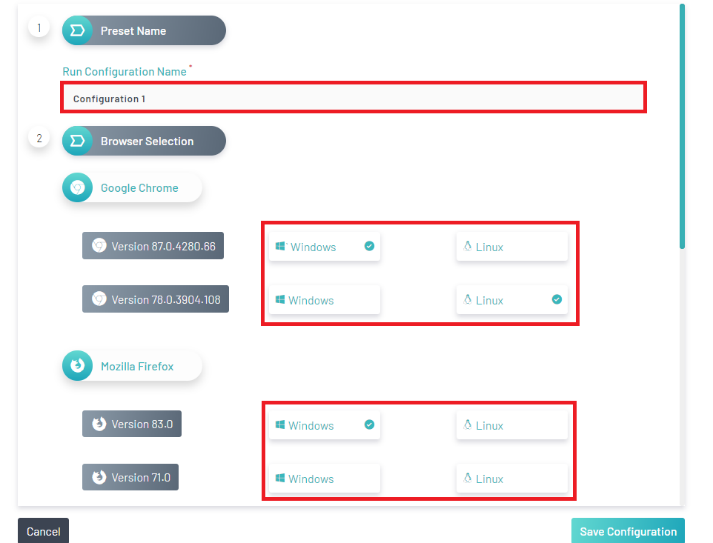 1
Preset Name
Run Configuration Name *
Configuration 1
2
Browser Selection
Google Chrome
Version 87.0.4280.66 Windows Linux
Version 78.0.3904.108 Windows Linux
Mozilla Firefox
Version 83.0 Windows Linux
Version 71.0 Windows Linux
Cancel Save Configuration